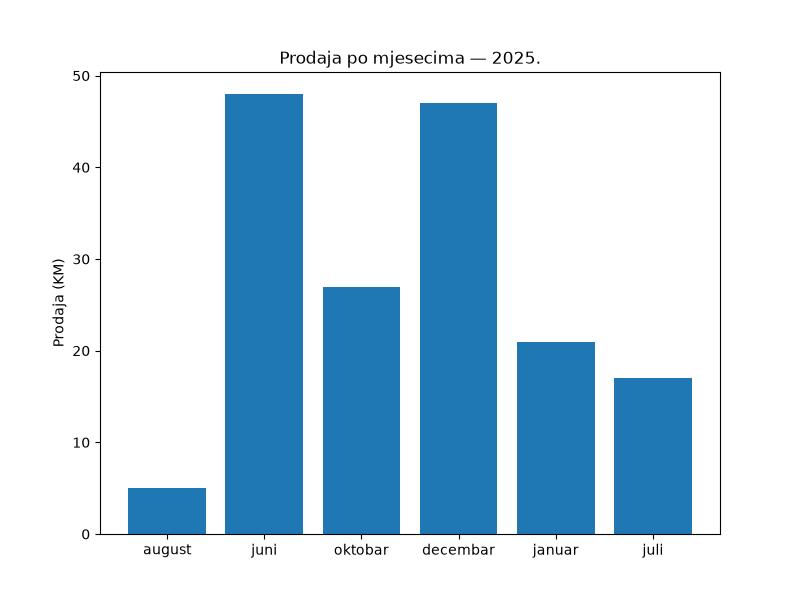 Prodaja po mjesecima — 2025.
Prodaja (KM)
50
40
30
20
10
0
august
juni
oktobar
decembar
januar
juli